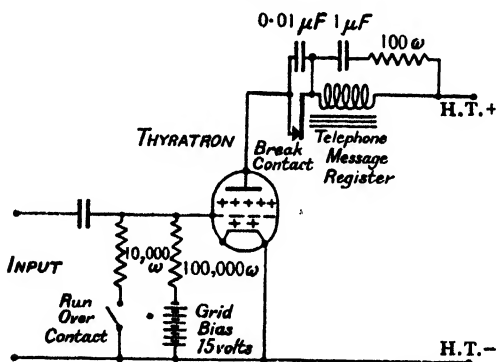 0·01 μF 1 μF
100 ω
H.T.+
THYRATRON
Break
Contact
Telephone
Message
Register
INPUT
10,000
ω
100,000 ω
Run
Over
Contact
Grid
Bias
15 volts
H.T.-